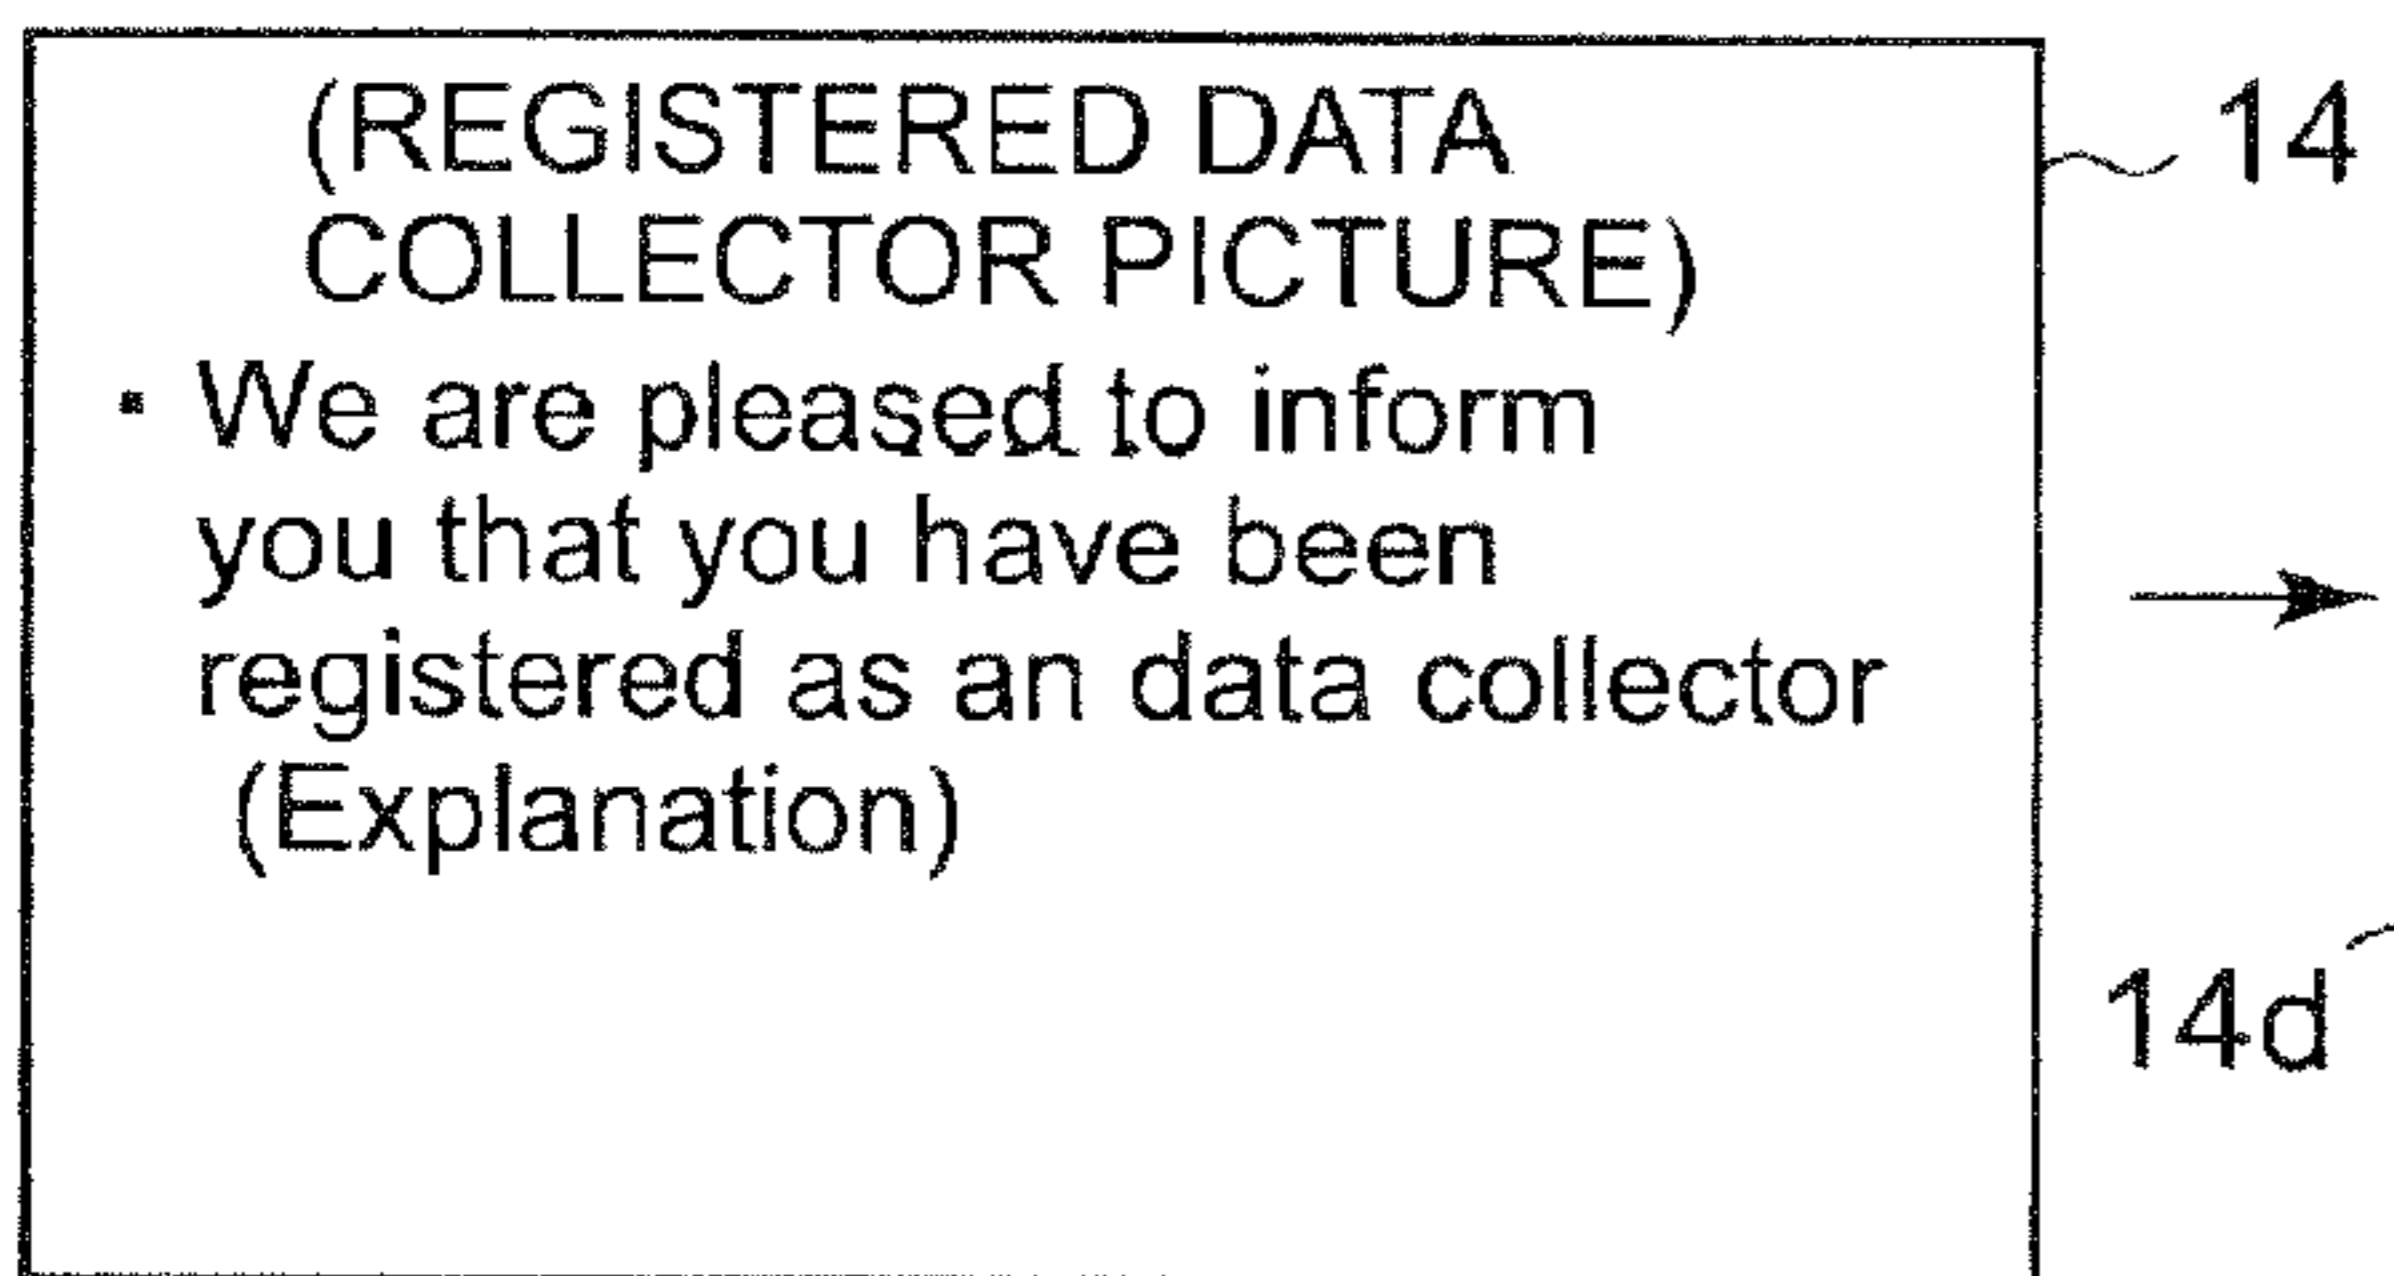 (REGISTERED DATA
COLLECTOR PICTURE)
▪ We are pleased to inform
you that you have been
registered as an data collector
(Explanation)
14
14d